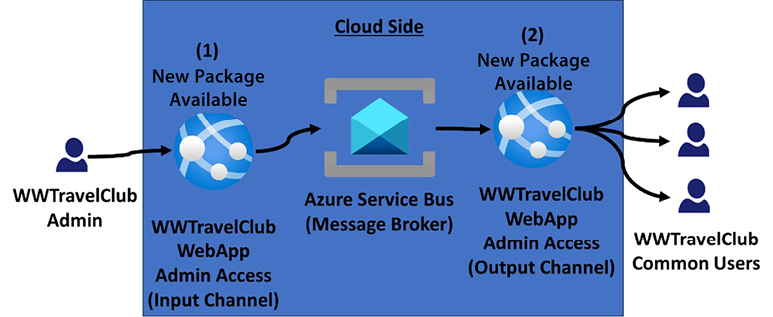 Cloud Side
(1)
New Package
Available
(2)
New Package
Available
WWTravelClub
Admin
WWTravelClub
WebApp
Admin Access
(Input Channel)
Azure Service Bus
(Message Broker)
WWTravelClub
WebApp
Admin Access
(Output Channel)
WWTravelClub
Common Users